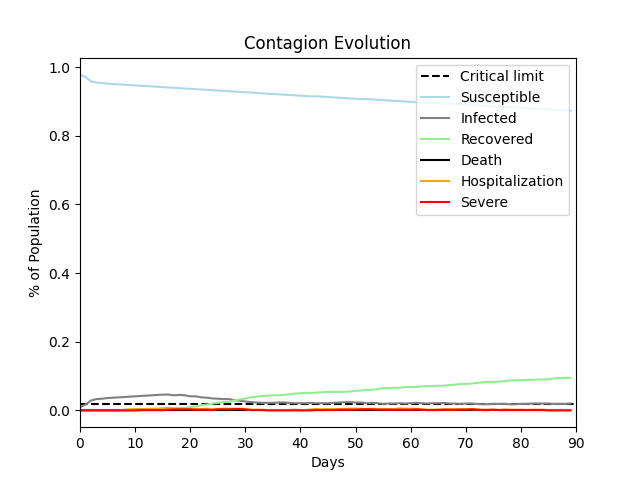 Contagion Evolution
1.0
0.8
0.6
0.4
0.2
0.0
% of Population
Critical limit
Susceptible
Infected
Recovered
Death
Hospitalization
Severe
0 10 20 30 40 50 60 70 80 90
Days